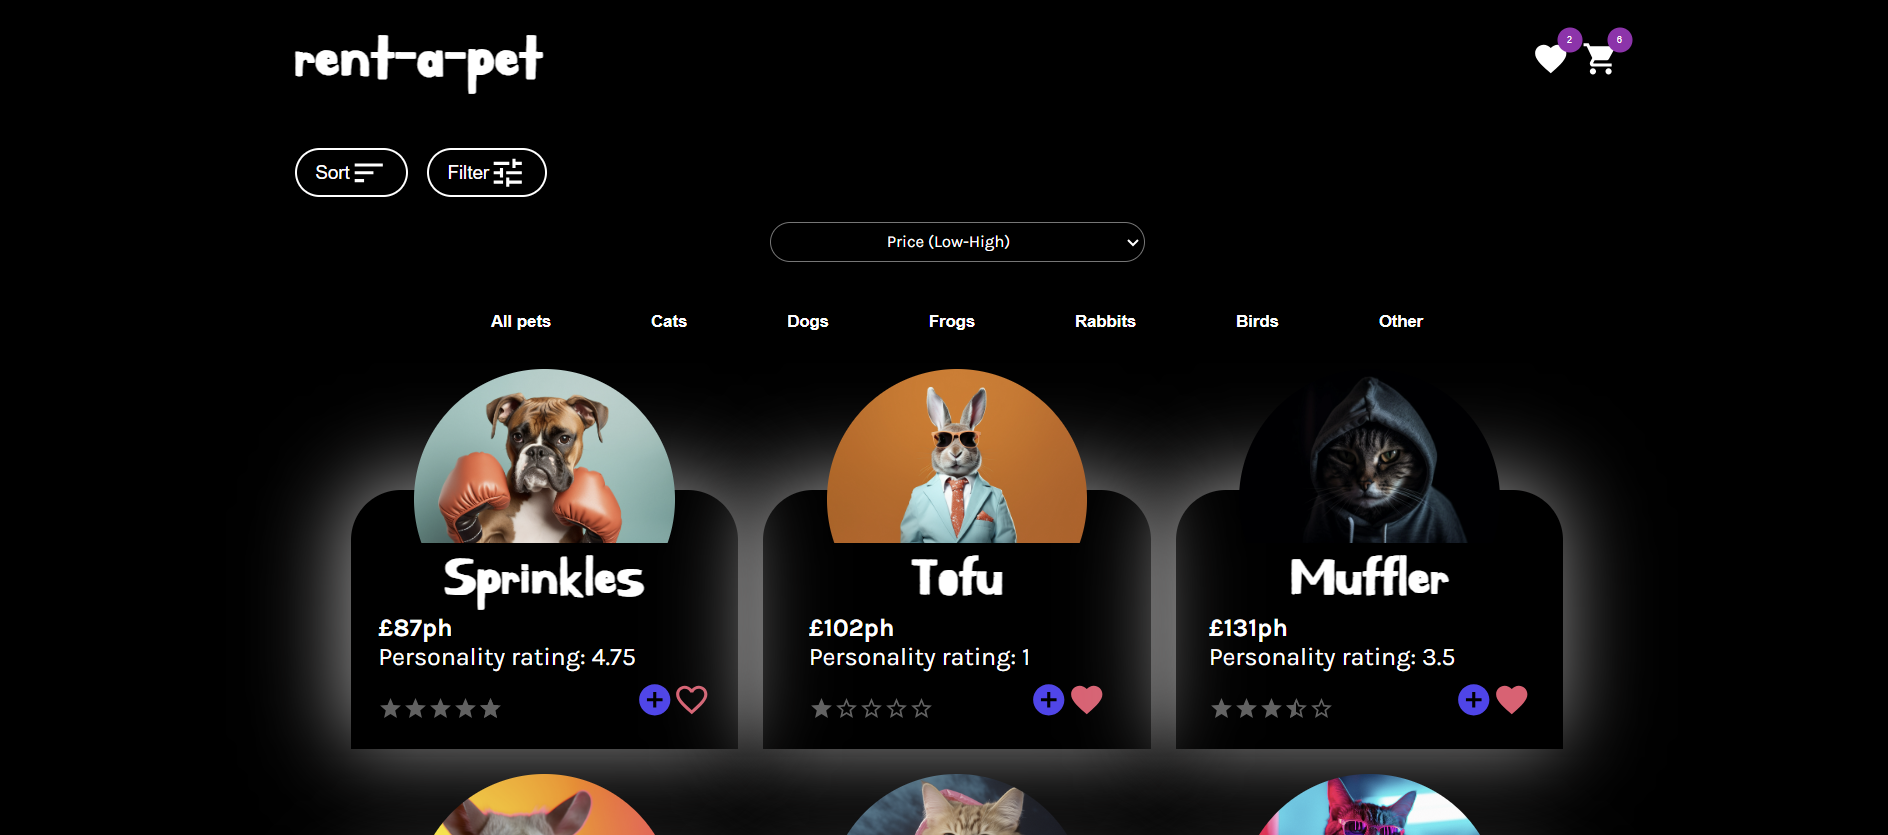 rent-a-pet
2
6
Sort
Filter
Price (Low-High)
All pets Cats Dogs Frogs Rabbits Birds Other
Sprinkles
£87ph
Personality rating: 4.75
Tofu
£102ph
Personality rating: 1
Muffler
£131ph
Personality rating: 3.5